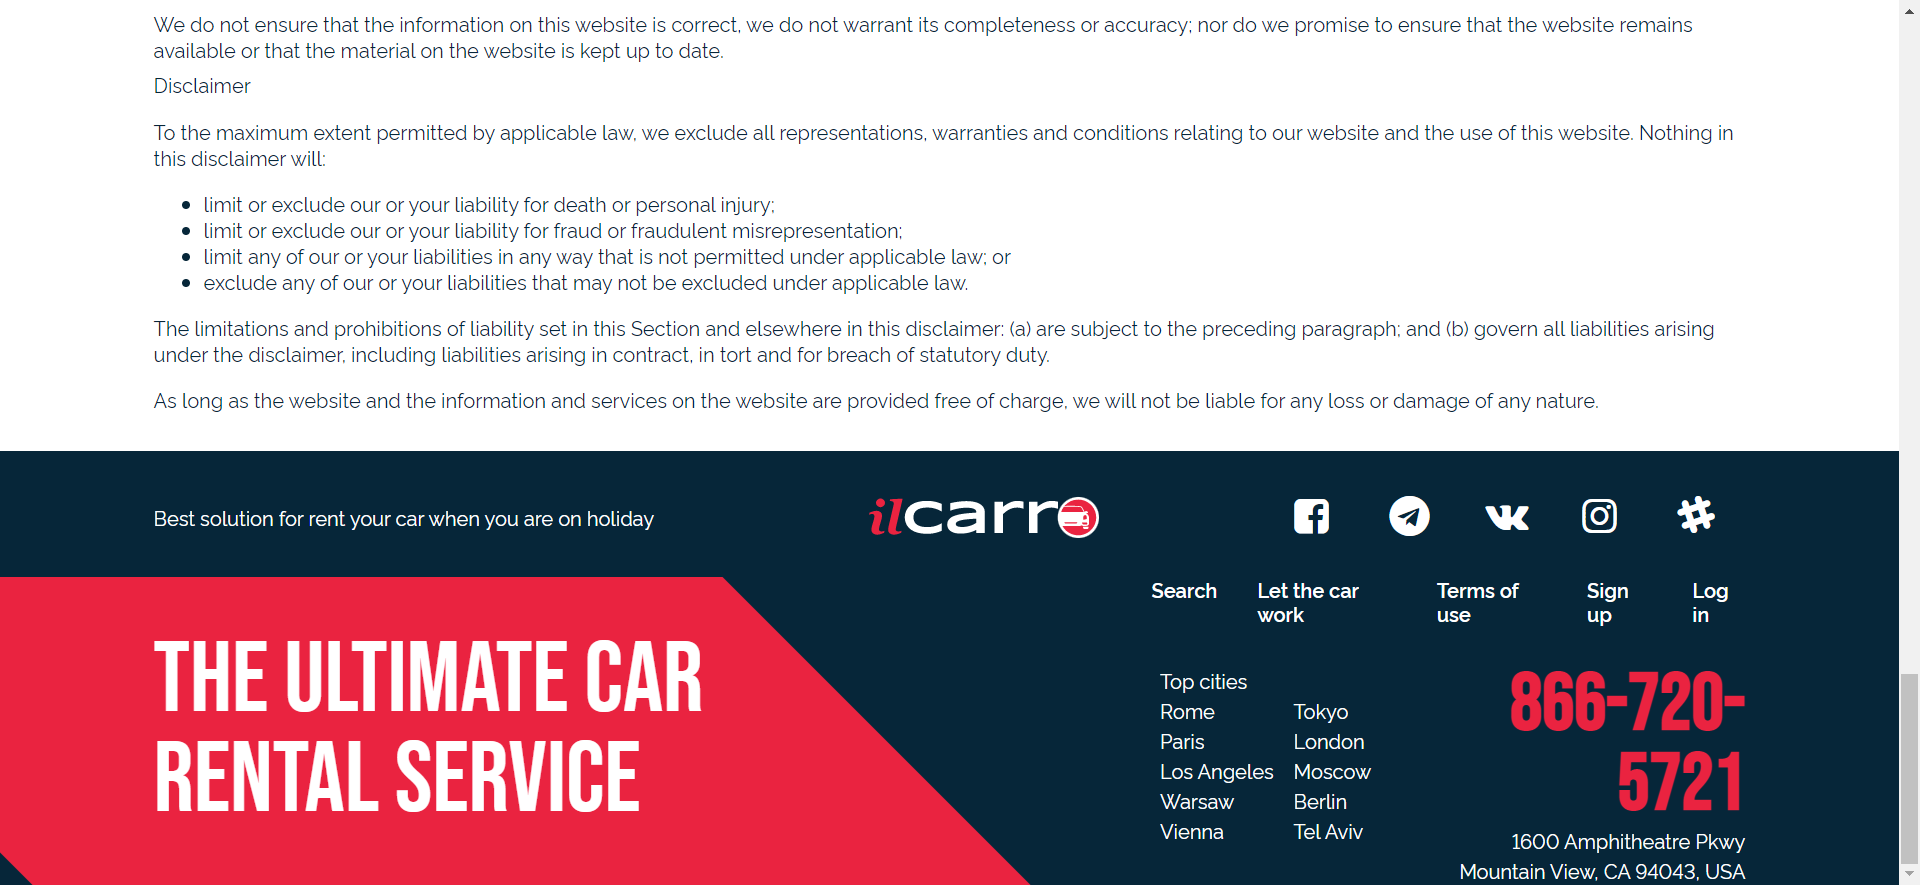 We do not ensure that the information on this website is correct, we do not warrant its completeness or accuracy; nor do we promise to ensure that the website remains
available or that the material on the website is kept up to date.
Disclaimer
To the maximum extent permitted by applicable law, we exclude all representations, warranties and conditions relating to our website and the use of this website. Nothing in
this disclaimer will:
limit or exclude our or your liability for death or personal injury;
limit or exclude our or your liability for fraud or fraudulent misrepresentation;
limit any of our or your liabilities in any way that is not permitted under applicable law; or
exclude any of our or your liabilities that may not be excluded under applicable law.
The limitations and prohibitions of liability set in this Section and elsewhere in this disclaimer: (a) are subject to the preceding paragraph; and (b) govern all liabilities arising
under the disclaimer, including liabilities arising in contract, in tort and for breach of statutory duty.
As long as the website and the information and services on the website are provided free of charge, we will not be liable for any loss or damage of any nature.
Best solution for rent your car when you are on holiday
ilcarro
Search
Let the car
work
Terms of
use
Sign
up
Log
in
THE ULTIMATE CAR
RENTAL SERVICE
Top cities
Rome
Paris
Los Angeles
Warsaw
Vienna
Tokyo
London
Moscow
Berlin
Tel Aviv
866-720-
5721
1600 Amphitheatre Pkwy
Mountain View, CA 94043, USA